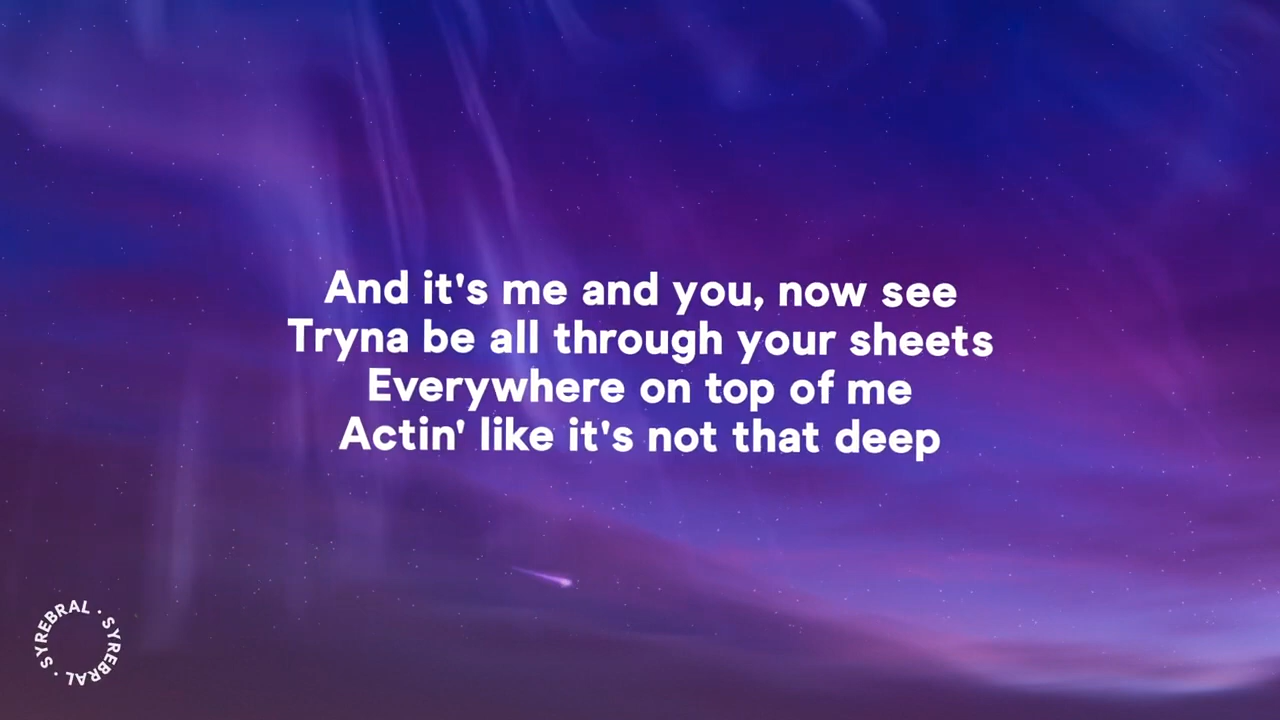 And it's me and you, now see
Tryna be all through your sheets
Everywhere on top of me
Actin' like it's not that deep
SYREBRAL · SYREBRAL ·